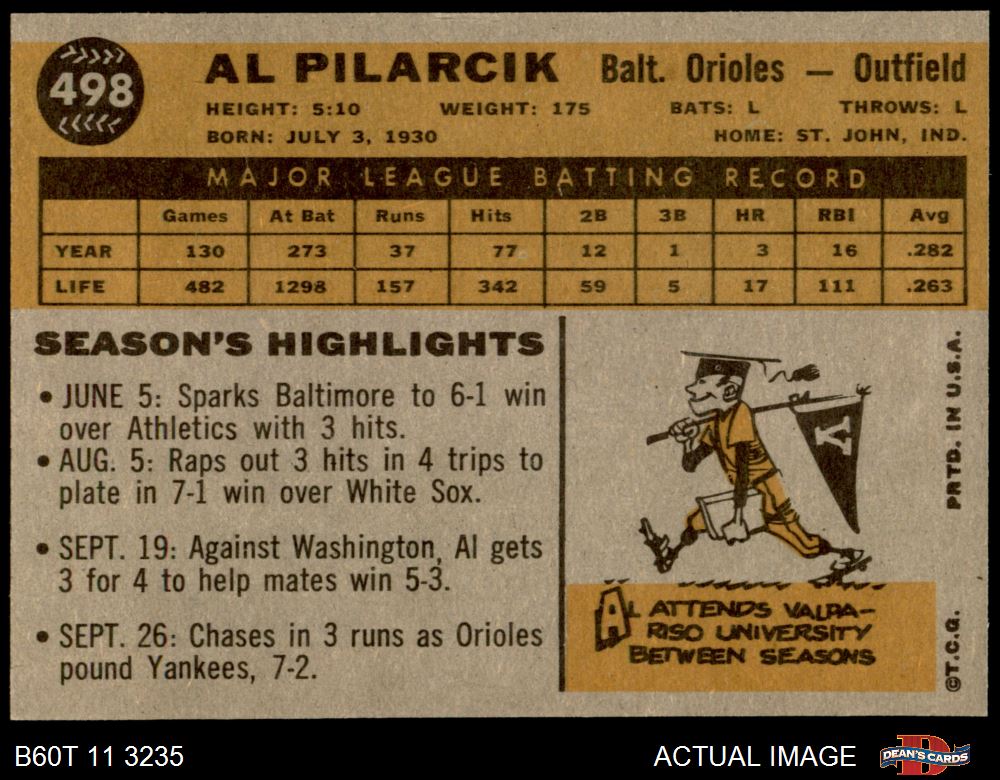 498
AL PILARCIK Balt. Orioles — Outfield
HEIGHT: 5:10 WEIGHT: 175 BATS: L THROWS: L
BORN: JULY 3, 1930 HOME: ST. JOHN, IND.
MAJOR LEAGUE BATTING RECORD
Games At Bat Runs Hits 2B 3B HR RBI Avg
YEAR 130 273 37 77 12 1 3 16 .282
LIFE 482 1298 157 342 59 5 17 111 .263
SEASON'S HIGHLIGHTS
• JUNE 5: Sparks Baltimore to 6-1 win
over Athletics with 3 hits.
• AUG. 5: Raps out 3 hits in 4 trips to
plate in 7-1 win over White Sox.
• SEPT. 19: Against Washington, Al gets
3 for 4 to help mates win 5-3.
• SEPT. 26: Chases in 3 runs as Orioles
pound Yankees, 7-2.
V
AL ATTENDS VALPA-
RISO UNIVERSITY
BETWEEN SEASONS
©T.C.G. PRTD. IN U.S.A.
B60T 11 3235 ACTUAL IMAGE
DEAN'S CARDS